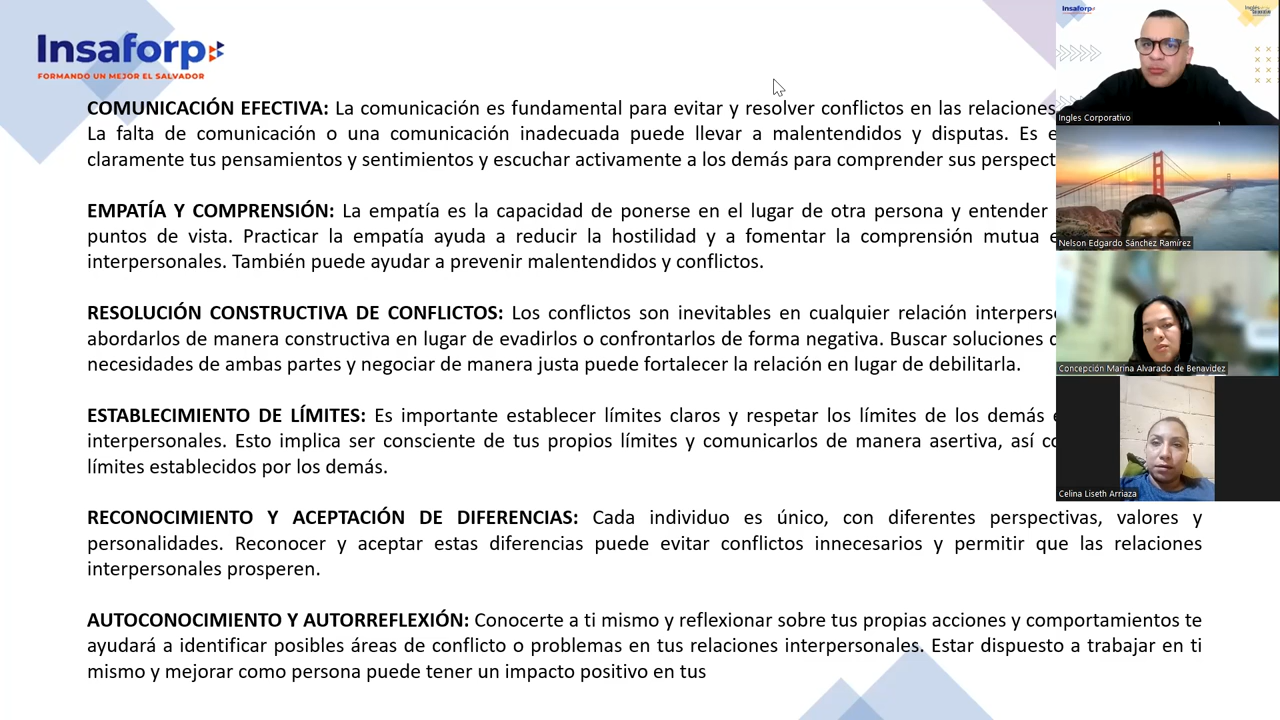 Insaforp
FORMANDO UN MEJOR EL SALVADOR
COMUNICACIÓN EFECTIVA: La comunicación es fundamental para evitar y resolver conflictos en las relaciones
La falta de comunicación o una comunicación inadecuada puede llevar a malentendidos y disputas. Es
claramente tus pensamientos y sentimientos y escuchar activamente a los demás para comprender sus
EMPATÍA Y COMPRENSIÓN: La empatía es la capacidad de ponerse en el lugar de otra persona y entender
puntos de vista. Practicar la empatía ayuda a reducir la hostilidad y a fomentar la comprensión mutua
interpersonales. También puede ayudar a prevenir malentendidos y conflictos.
RESOLUCIÓN CONSTRUCTIVA DE CONFLICTOS: Los conflictos son inevitables en cualquier relación
abordarlos de manera constructiva en lugar de evadirlos o confrontarlos de forma negativa. Buscar soluciones
necesidades de ambas partes y negociar de manera justa puede fortalecer la relación en lugar de debilitarla.
ESTABLECIMIENTO DE LÍMITES: Es importante establecer límites claros y respetar los límites de los demás
interpersonales. Esto implica ser consciente de tus propios límites y comunicarlos de manera asertiva, así
límites establecidos por los demás.
RECONOCIMIENTO Y ACEPTACIÓN DE DIFERENCIAS: Cada individuo es único, con diferentes perspectivas, valores y
personalidades. Reconocer y aceptar estas diferencias puede evitar conflictos innecesarios y permitir que las relaciones
interpersonales prosperen.
AUTOCONOCIMIENTO Y AUTORREFLEXIÓN: Conocerte a ti mismo y reflexionar sobre tus propias acciones y comportamientos te
ayudará a identificar posibles áreas de conflicto o problemas en tus relaciones interpersonales. Estar dispuesto a trabajar en ti
mismo y mejorar como persona puede tener un impacto positivo en tus
Insaforp
Ingles Corporativo
Nelson Edgardo Sánchez Ramírez
Concepción Marina Alvarado de Benavidez
Celina Liseth Arriaza